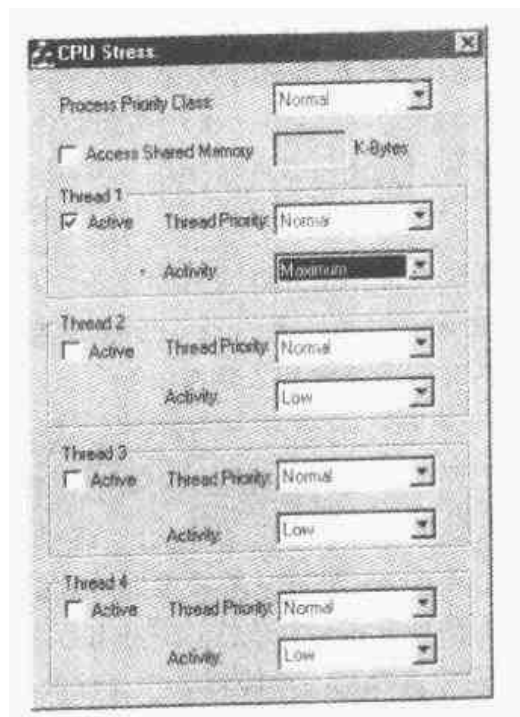 CPU Stress
Process Priority Class: Normal
Access Shared Memory K-Bytes
Thread 1
Active Thread Priority: Normal
Activity Maximum
Thread 2
Active Thread Priority: Normal
Activity: Low
Thread 3
Active Thread Priority: Normal
Activity: Low
Thread 4
Active Thread Priority: Normal
Activity: Low